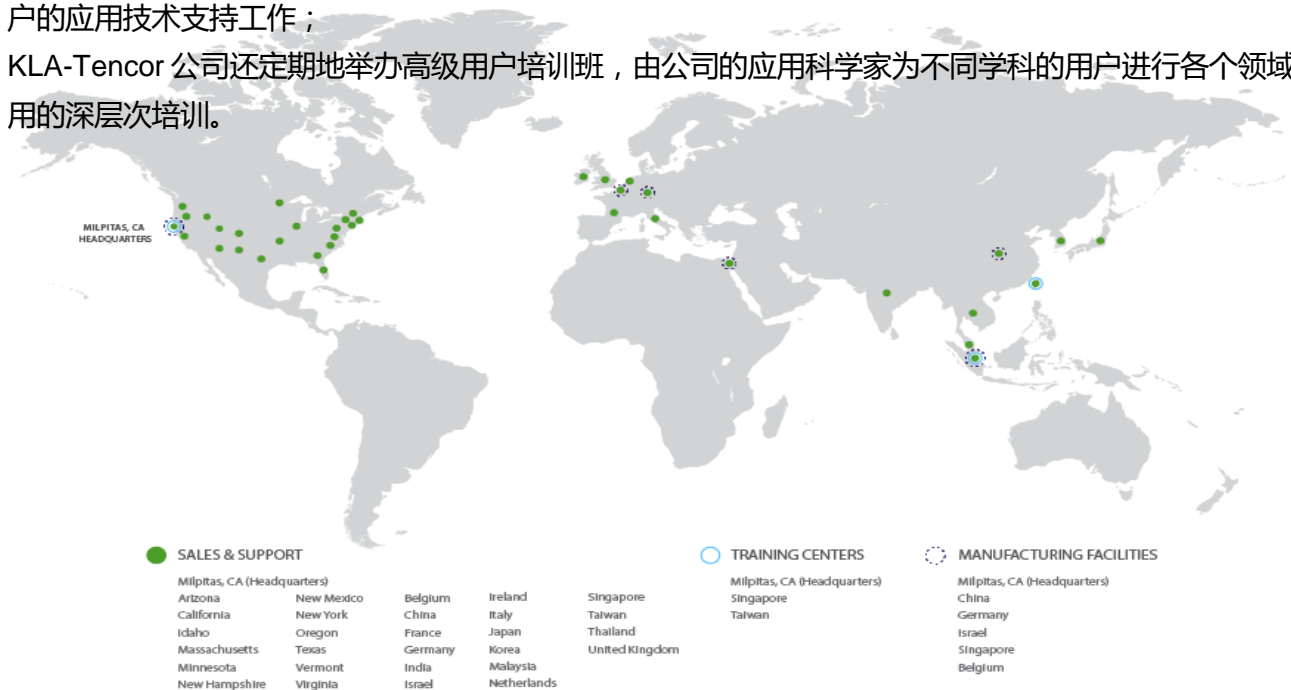 户的应用技术支持工作；
KLA-Tencor 公司还定期地举办高级用户培训班，由公司的应用科学家为不同学科的用户进行各个领域
用的深层次培训。
MILPITAS, CA
HEADQUARTERS
SALES & SUPPORT
Milpitas, CA (Headquarters)
Arizona
California
Idaho
Massachusetts
Minnesota
New Hampshire
New Mexico
New York
Oregon
Texas
Vermont
Virginia
Belgium
China
France
Germany
India
Israel
Ireland
Italy
Japan
Korea
Malaysia
Netherlands
Singapore
Taiwan
Thailand
United Kingdom
TRAINING CENTERS
Milpitas, CA (Headquarters)
Singapore
Taiwan
MANUFACTURING FACILITIES
Milpitas, CA (Headquarters)
China
Germany
Israel
Singapore
Belgium